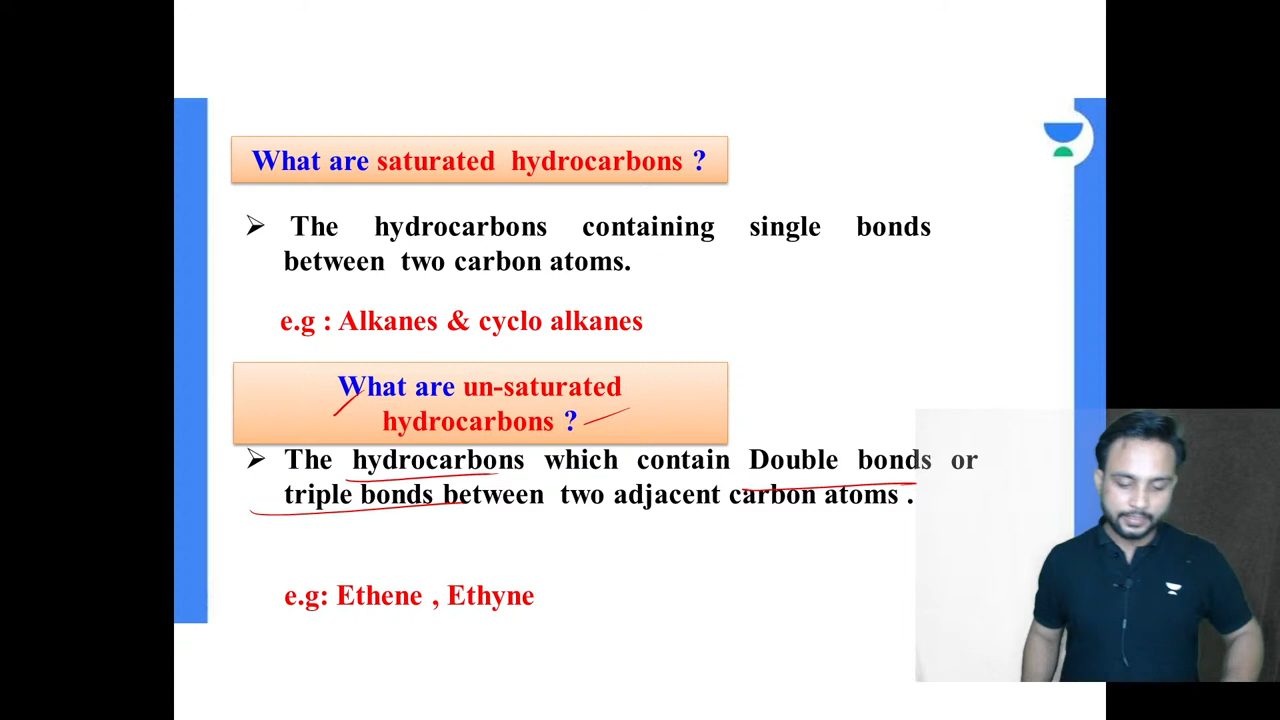 What are saturated hydrocarbons ?
➢ The hydrocarbons containing single bonds
between two carbon atoms.
e.g : Alkanes & cyclo alkanes
What are un-saturated
hydrocarbons ?
➢ The hydrocarbons which contain Double bonds or
triple bonds between two adjacent carbon atoms .
e.g: Ethene , Ethyne